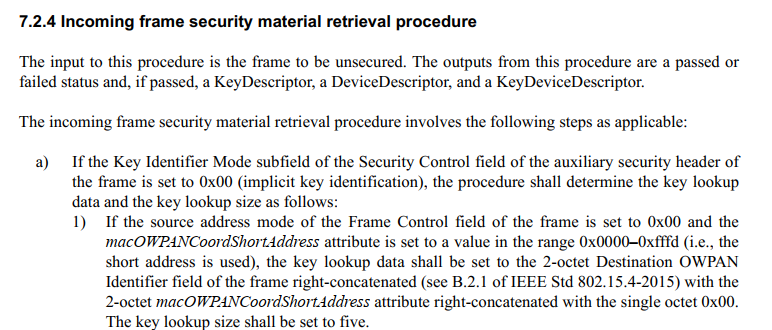 7.2.4 Incoming frame security material retrieval procedure
The input to this procedure is the frame to be unsecured. The outputs from this procedure are a passed or
failed status and, if passed, a KeyDescriptor, a DeviceDescriptor, and a KeyDeviceDescriptor.
The incoming frame security material retrieval procedure involves the following steps as applicable:
a) If the Key Identifier Mode subfield of the Security Control field of the auxiliary security header of
the frame is set to 0x00 (implicit key identification), the procedure shall determine the key lookup
data and the key lookup size as follows:
1) If the source address mode of the Frame Control field of the frame is set to 0x00 and the
macOWPANCoordShortAddress attribute is set to a value in the range 0x0000–0xfffd (i.e., the
short address is used), the key lookup data shall be set to the 2-octet Destination OWPAN
Identifier field of the frame right-concatenated (see B.2.1 of IEEE Std 802.15.4-2015) with the
2-octet macOWPANCoordShortAddress attribute right-concatenated with the single octet 0x00.
The key lookup size shall be set to five.